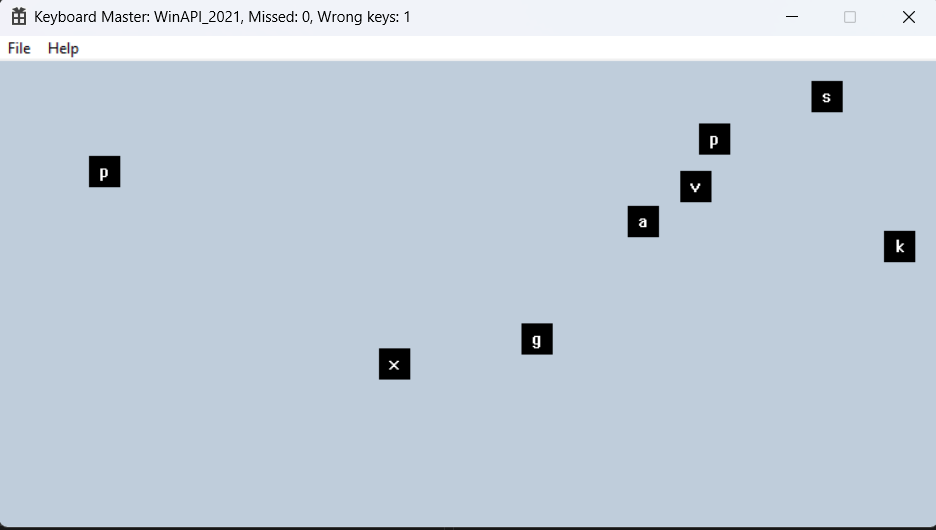 Keyboard Master: WinAPI_2021, Missed: 0, Wrong keys: 1
File Help
s
p
p
v
a
k
g
x